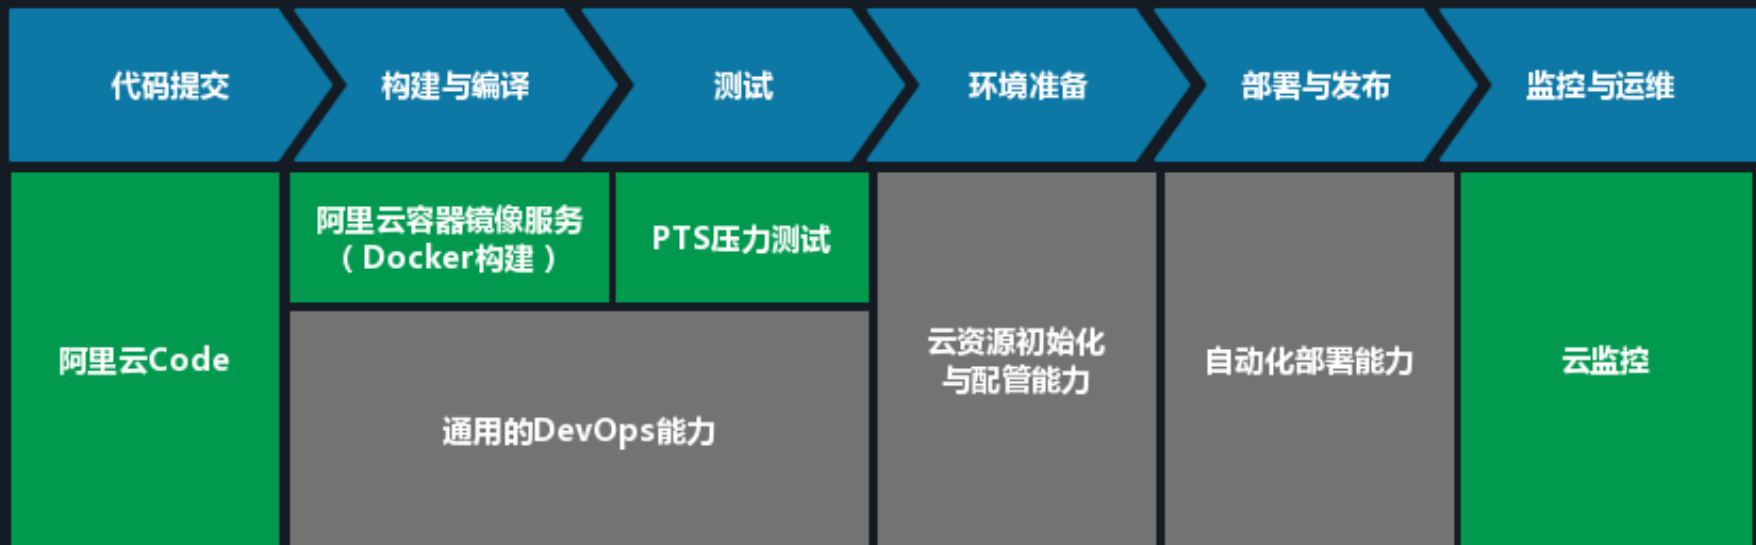 代码提交
构建与编译
测试
环境准备
部署与发布
监控与运维
阿里云Code
阿里云容器镜像服务
（Docker构建）
PTS压力测试
通用的DevOps能力
云资源初始化
与配管能力
自动化部署能力
云监控